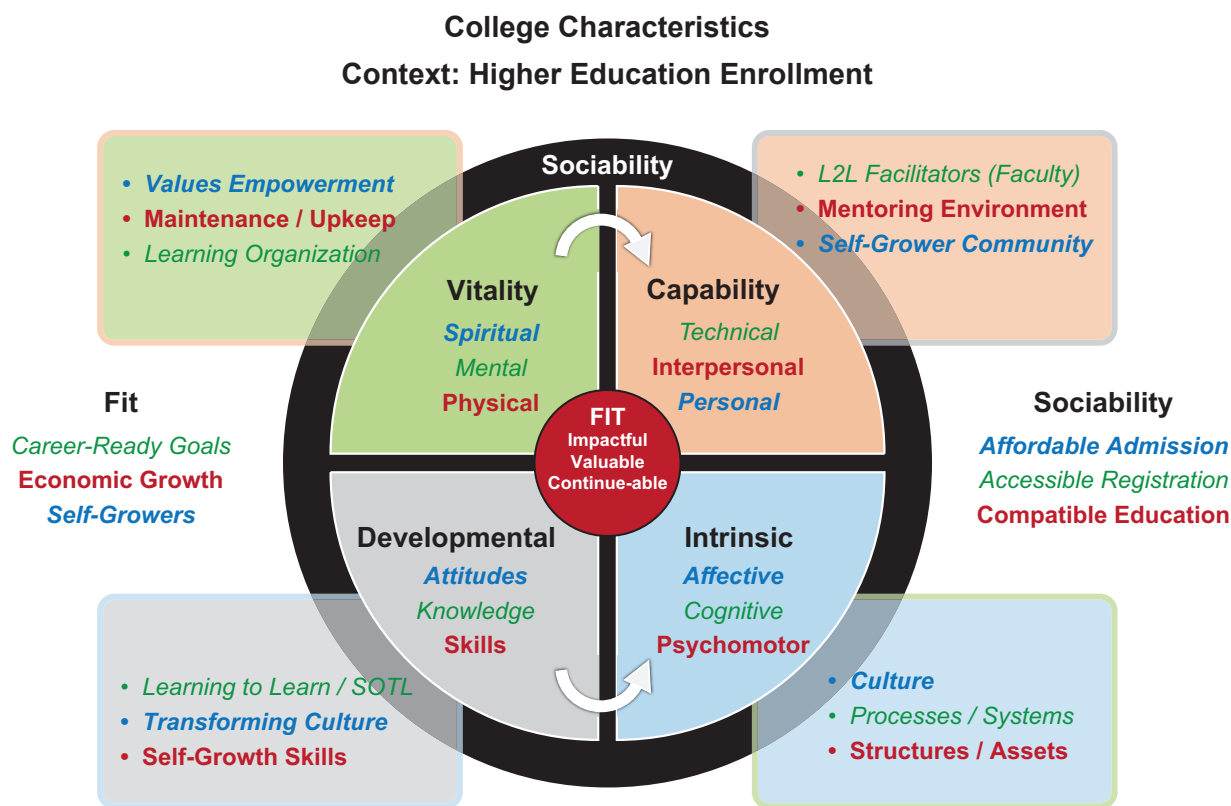 College Characteristics
Context: Higher Education Enrollment
Sociability
• Values Empowerment
• Maintenance / Upkeep
• Learning Organization
• L2L Facilitators (Faculty)
• Mentoring Environment
• Self-Grower Community
Vitality
Spiritual
Mental
Physical
Capability
Technical
Interpersonal
Personal
Fit
Career-Ready Goals
Economic Growth
Self-Growers
FIT
Impactful
Valuable
Continue-able
Sociability
Affordable Admission
Accessible Registration
Compatible Education
Developmental
Attitudes
Knowledge
Skills
Intrinsic
Affective
Cognitive
Psychomotor
• Learning to Learn / SOTL
• Transforming Culture
• Self-Growth Skills
• Culture
• Processes / Systems
• Structures / Assets